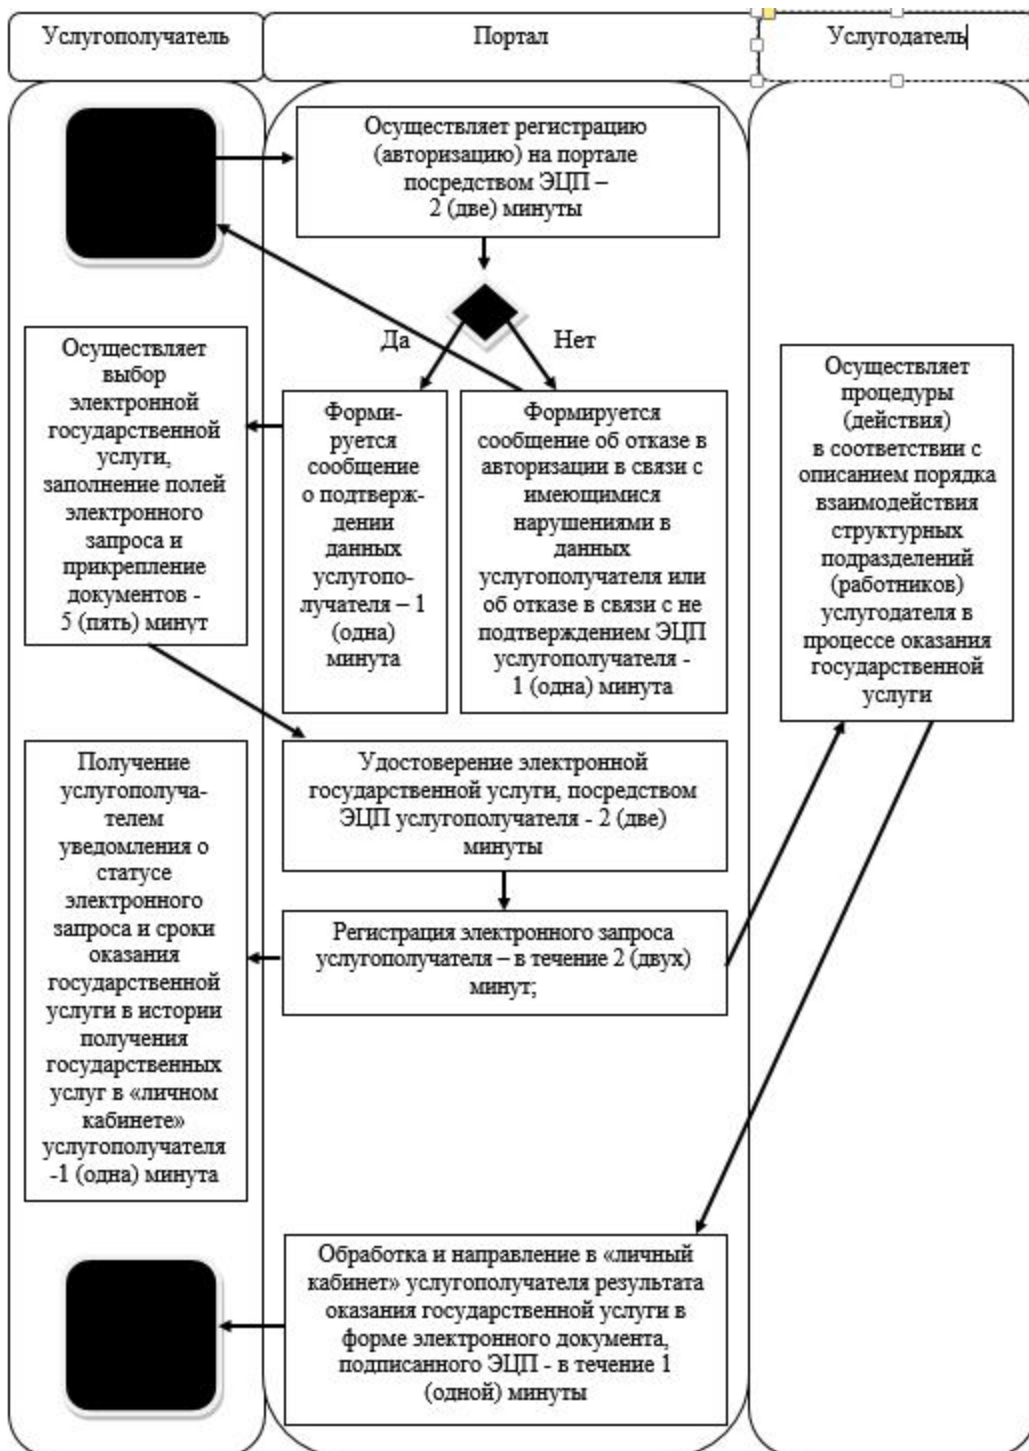 Услугополучатель
Портал
Услугодатель
Осуществляет регистрацию
(авторизацию) на портале
посредством ЭЦП –
2 (две) минуты
Да
Нет
Осуществляет
выбор
электронной
государственной
услуги,
заполнение полей
электронного
запроса и
прикрепление
документов -
5 (пять) минут
Форми-
руется
сообщение
о подтверж-
дении
данных
услугопо-
лучателя – 1
(одна)
минута
Формируется
сообщение об отказе в
авторизации в связи с
имеющимися
нарушениями в
данных
услугополучателя или
об отказе в связи с не
подтверждением ЭЦП
услугополучателя -
1 (одна) минута
Осуществляет
процедуры
(действия)
в соответствии с
описанием порядка
взаимодействия
структурных
подразделений
(работников)
услугодателя в
процессе оказания
государственной
услуги
Получение
услугополуча-
телем
уведомления о
статусе
электронного
запроса и сроки
оказания
государственной
услуги в истории
получения
государственных
услуг в «личном
кабинете»
услугополучателя
-1 (одна) минута
Удостоверение электронной
государственной услуги, посредством
ЭЦП услугополучателя - 2 (две)
минуты
Регистрация электронного запроса
услугополучателя – в течение 2 (двух)
минут;
Обработка и направление в «личный
кабинет» услугополучателя результата
оказания государственной услуги в
форме электронного документа,
подписанного ЭЦП - в течение 1
(одной) минуты